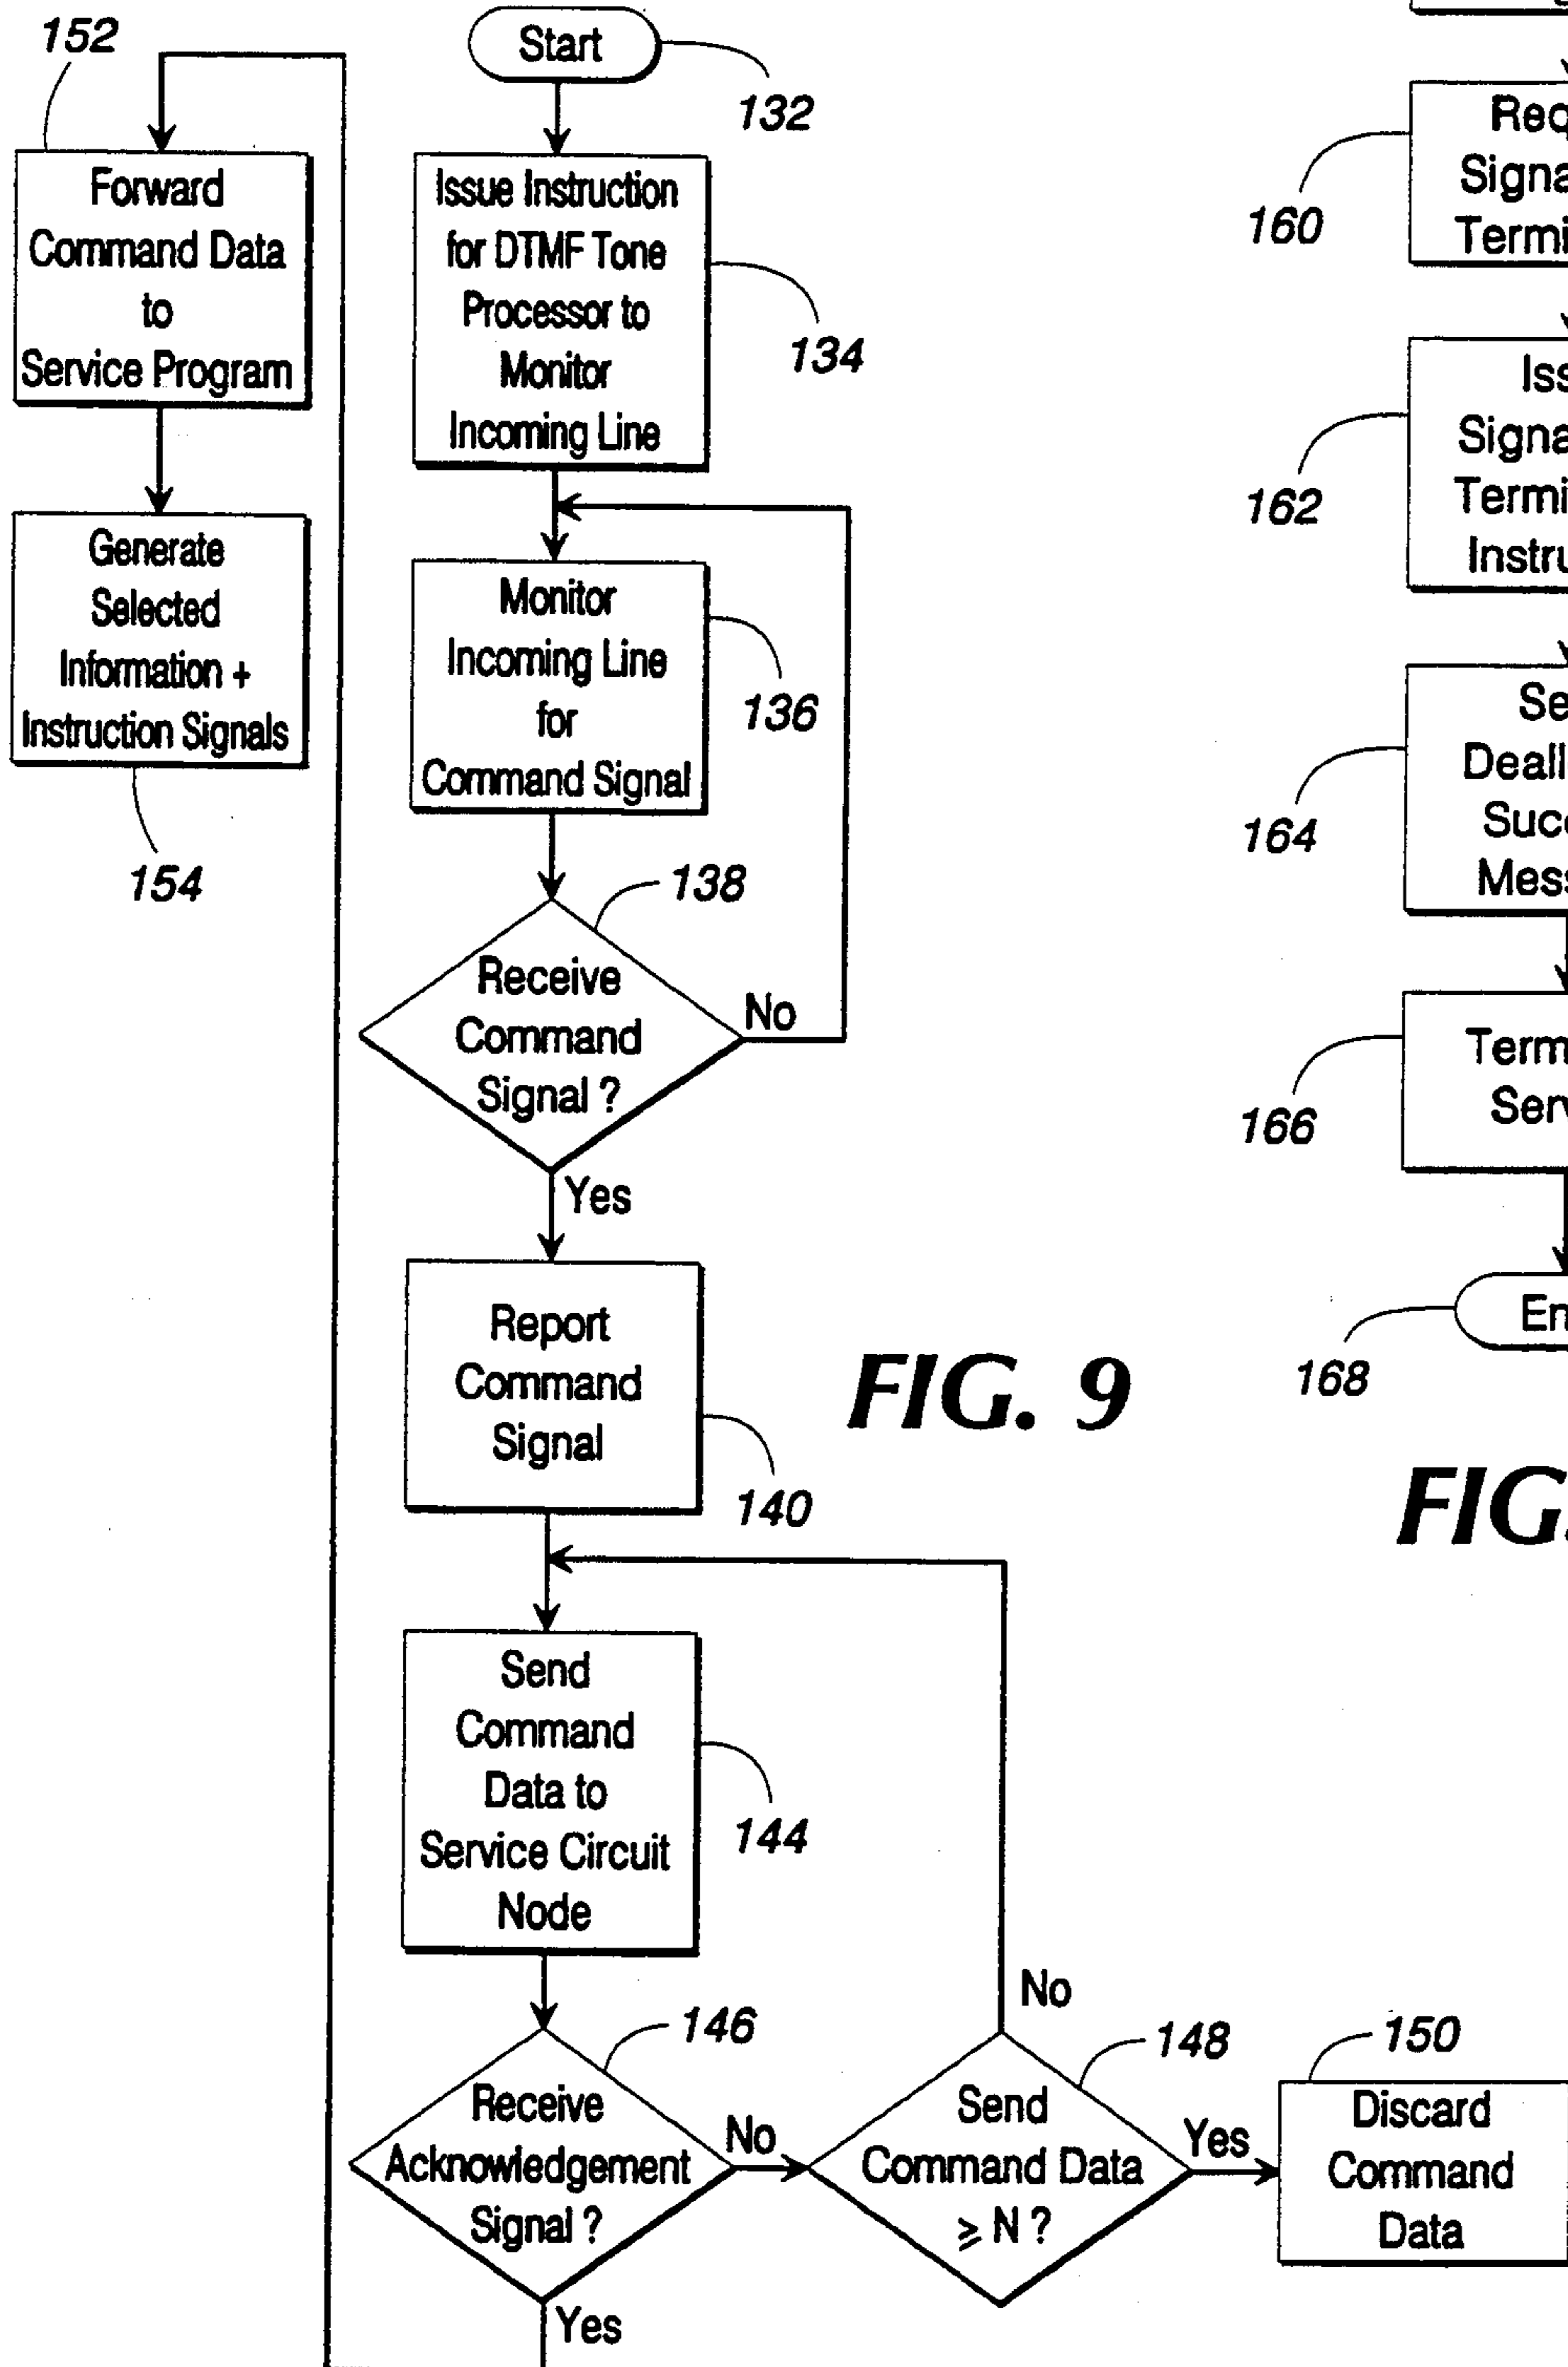 152
Forward
Command Data
to
Service Program
Generate
Selected
Information +
Instruction Signals
154
Start
132
Issue Instruction
for DTMF Tone
Processor to
Monitor
Incoming Line
134
Monitor
Incoming Line
for
Command Signal
136
138
Receive
Command
Signal ?
No
Yes
Report
Command
Signal
140
FIG. 9
Send
Command
Data to
Service Circuit
Node
144
146
Receive
Acknowledgement
Signal ?
No
Yes
148
Send
Command Data
⩾ N ?
No
Yes
150
Discard
Command
Data
160
162
164
166
168
FIG.